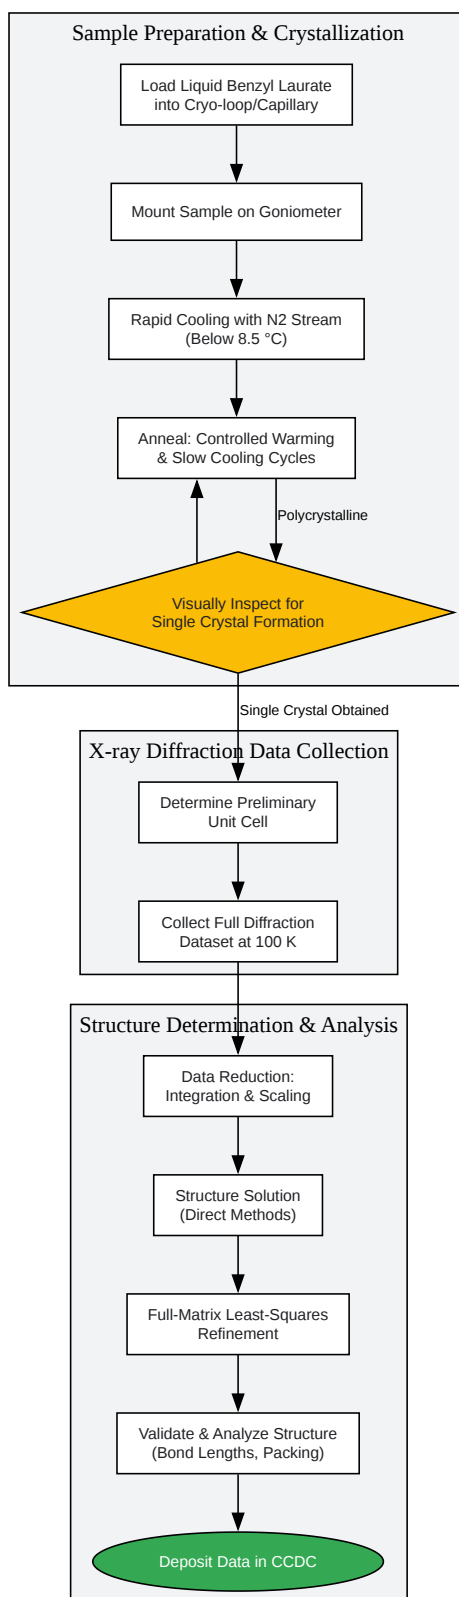 Sample Preparation & Crystallization
Load Liquid Benzyl Laurate
into Cryo-loop/Capillary
Mount Sample on Goniometer
Rapid Cooling with N2 Stream
(Below 8.5 °C)
Anneal: Controlled Warming
& Slow Cooling Cycles
Polycrystalline
Visually Inspect for
Single Crystal Formation
Single Crystal Obtained
X-ray Diffraction Data Collection
Determine Preliminary
Unit Cell
Collect Full Diffraction
Dataset at 100 K
Structure Determination & Analysis
Data Reduction:
Integration & Scaling
Structure Solution
(Direct Methods)
Full-Matrix Least-Squares
Refinement
Validate & Analyze Structure
(Bond Lengths, Packing)
Deposit Data in CCDC